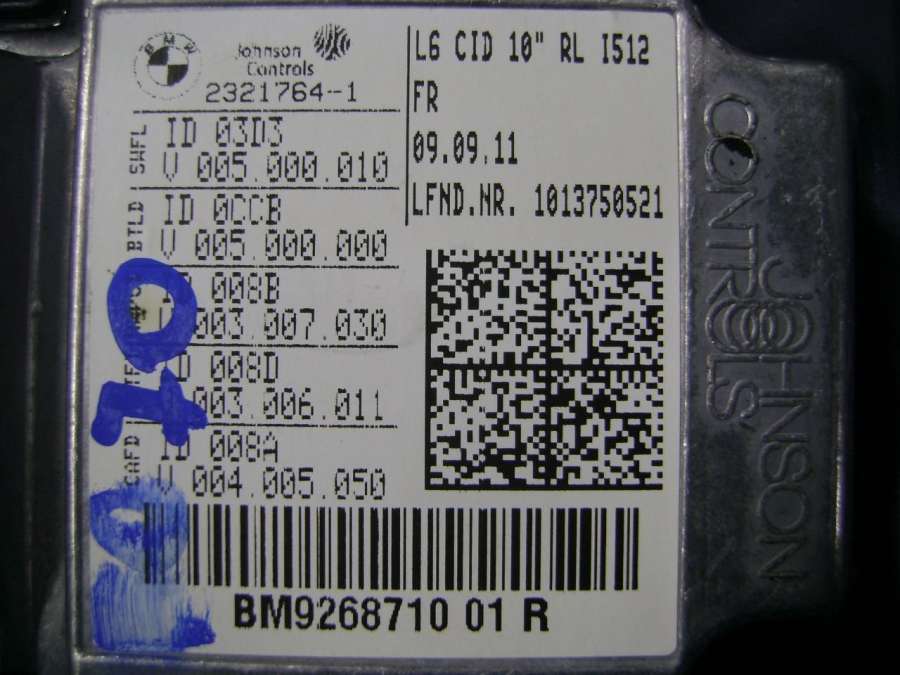 BMW
Johnson
Controls
2321764-1
L6 CID 10" RL I512
FR
09.09.11
LFND.NR. 1013750521
SWFL
ID 03D3
V 005.000.010
BTLD
ID 0CCB
V 005.000.000
ID 008B
003.007.030
ID 008D
003.006.011
CAFD
ID 008A
V 004.005.050
BM9268710 01 R
JOHNSON
CONTROLS